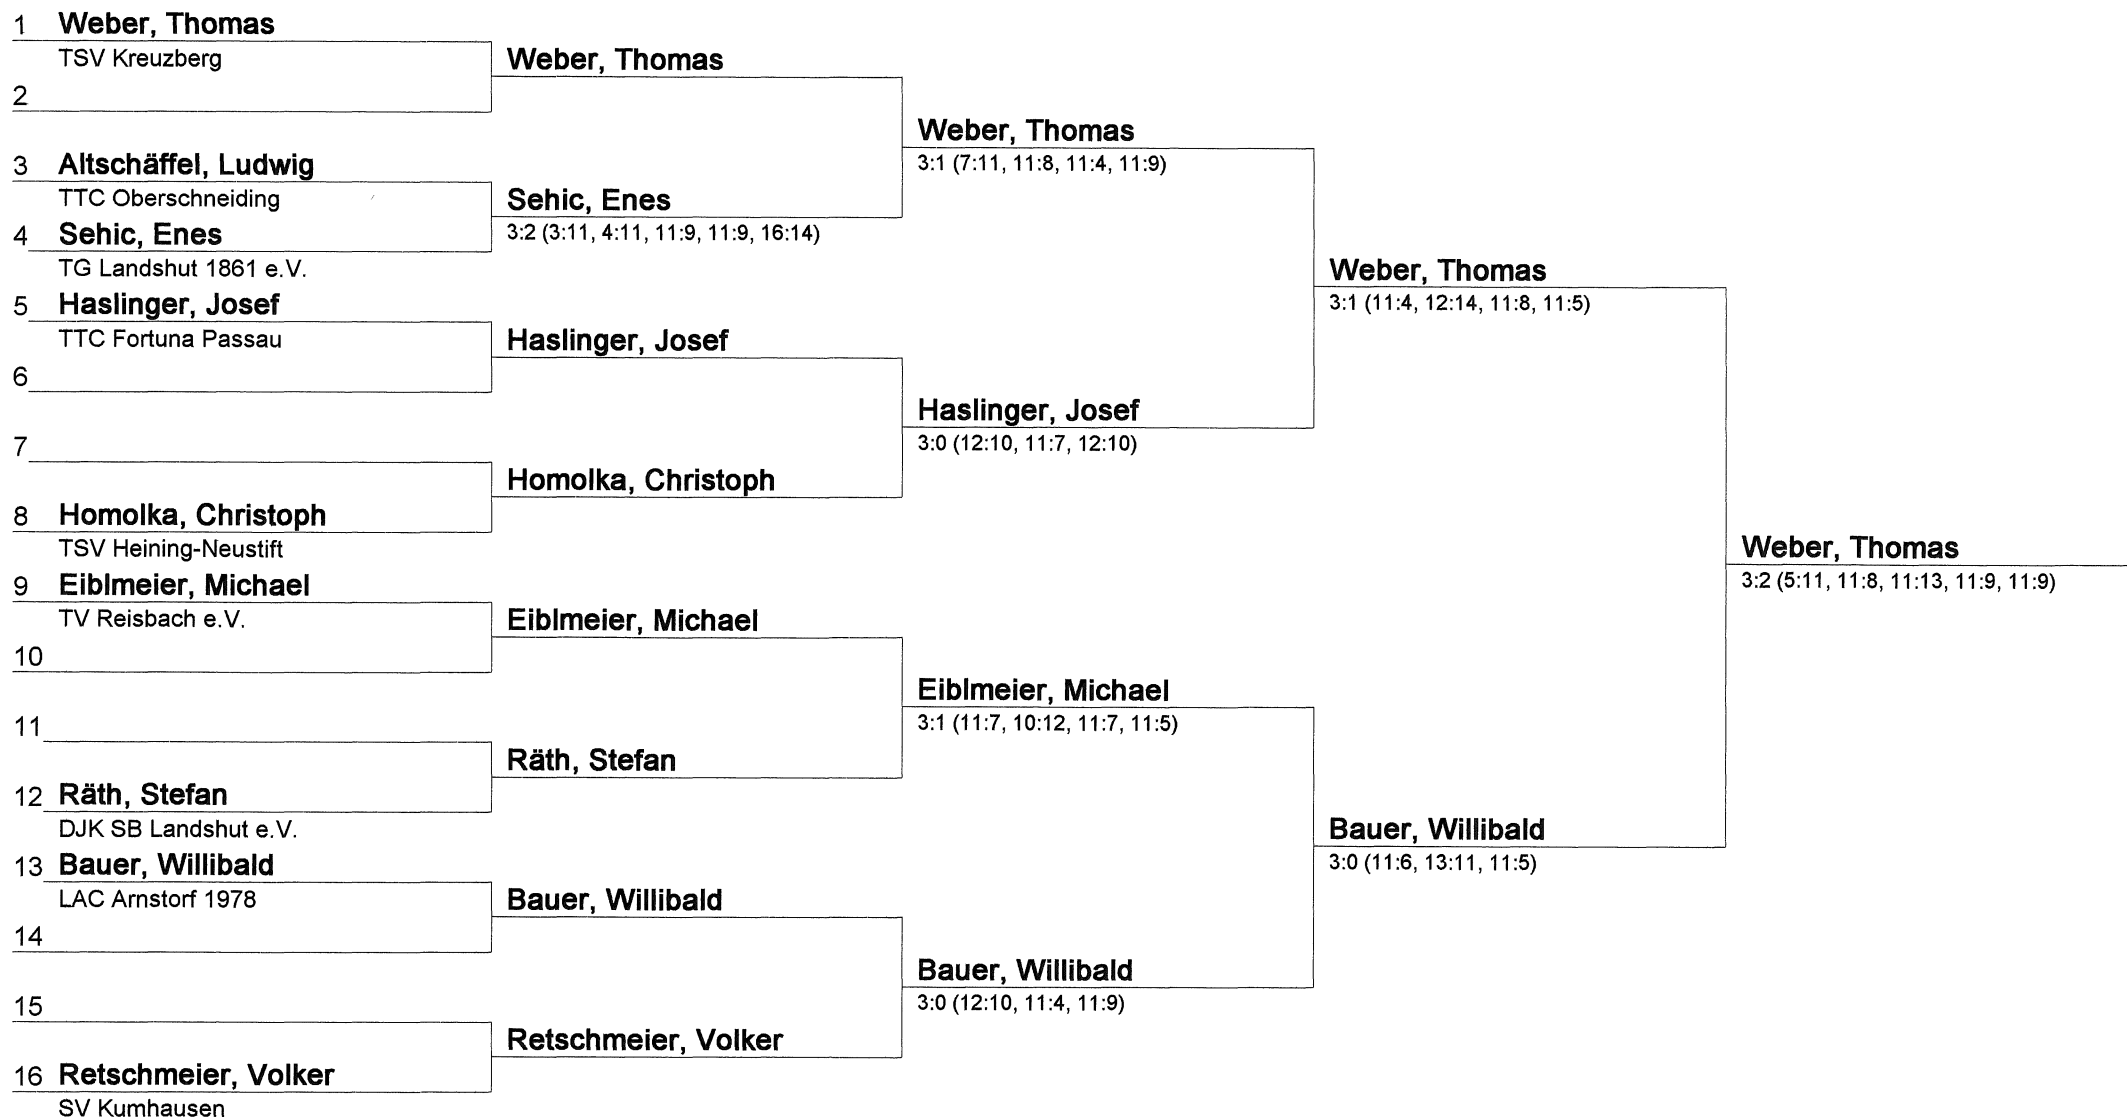 1 Weber, Thomas
TSV Kreuzberg
2
3 Altschäffel, Ludwig
TTC Oberschneiding
4 Sehic, Enes
TG Landshut 1861 e.V.
5 Haslinger, Josef
TTC Fortuna Passau
6
7
8 Homolka, Christoph
TSV Heining-Neustift
9 Eiblmeier, Michael
TV Reisbach e.V.
10
11
12 Räth, Stefan
DJK SB Landshut e.V.
13 Bauer, Willibald
LAC Arnstorf 1978
14
15
16 Retschmeier, Volker
SV Kumhausen
Weber, Thomas
Sehic, Enes
3:2 (3:11, 4:11, 11:9, 11:9, 16:14)
Haslinger, Josef
Homolka, Christoph
Eiblmeier, Michael
Räth, Stefan
Bauer, Willibald
Retschmeier, Volker
Weber, Thomas
3:1 (7:11, 11:8, 11:4, 11:9)
Haslinger, Josef
3:0 (12:10, 11:7, 12:10)
Eiblmeier, Michael
3:1 (11:7, 10:12, 11:7, 11:5)
Bauer, Willibald
3:0 (12:10, 11:4, 11:9)
Weber, Thomas
3:1 (11:4, 12:14, 11:8, 11:5)
Bauer, Willibald
3:0 (11:6, 13:11, 11:5)
Weber, Thomas
3:2 (5:11, 11:8, 11:13, 11:9, 11:9)